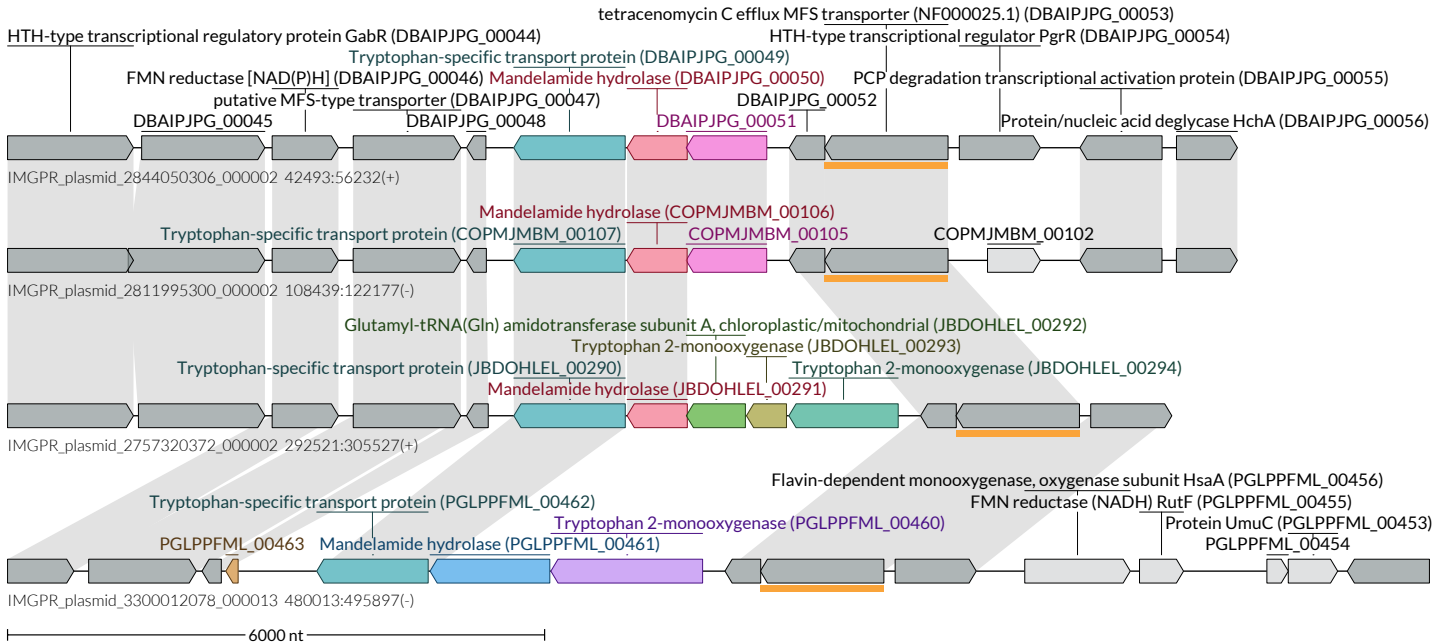 tetracenomycin C efflux MFS transporter (NF000025.1) (DBAIPJPG_00053)
HTH-type transcriptional regulatory protein GabR (DBAIPJPG_00044)
HTH-type transcriptional regulator PgrR (DBAIPJPG_00054)
Tryptophan-specific transport protein (DBAIPJPG_00049)
FMN reductase [NAD(P)H] (DBAIPJPG_00046)
Mandelamide hydrolase (DBAIPJPG_00050)
PCP degradation transcriptional activation protein (DBAIPJPG_00055)
putative MFS-type transporter (DBAIPJPG_00047)
DBAIPJPG_00052
DBAIPJPG_00045
DBAIPJPG_00048
DBAIPJPG_00051
Protein/nucleic acid deglycase HchA (DBAIPJPG_00056)
IMGPR_plasmid_2844050306_000002 42493:56232(+)
Mandelamide hydrolase (COPMJMBM_00106)
Tryptophan-specific transport protein (COPMJMBM_00107)
COPMJMBM_00105
COPMJMBM_00102
IMGPR_plasmid_2811995300_000002 108439:122177(-)
Glutamyl-tRNA(Gln) amidotransferase subunit A, chloroplastic/mitochondrial (JBDOHLEL_00292)
Tryptophan 2-monooxygenase (JBDOHLEL_00293)
Tryptophan-specific transport protein (JBDOHLEL_00290)
Tryptophan 2-monooxygenase (JBDOHLEL_00294)
Mandelamide hydrolase (JBDOHLEL_00291)
IMGPR_plasmid_2757320372_000002 292521:305527(+)
Flavin-dependent monooxygenase, oxygenase subunit HsaA (PGLPPFML_00456)
Tryptophan-specific transport protein (PGLPPFML_00462)
FMN reductase (NADH) RutF (PGLPPFML_00455)
Tryptophan 2-monooxygenase (PGLPPFML_00460)
Protein UmuC (PGLPPFML_00453)
PGLPPFML_00463
Mandelamide hydrolase (PGLPPFML_00461)
PGLPPFML_00454
IMGPR_plasmid_3300012078_000013 480013:495897(-)
6000 nt